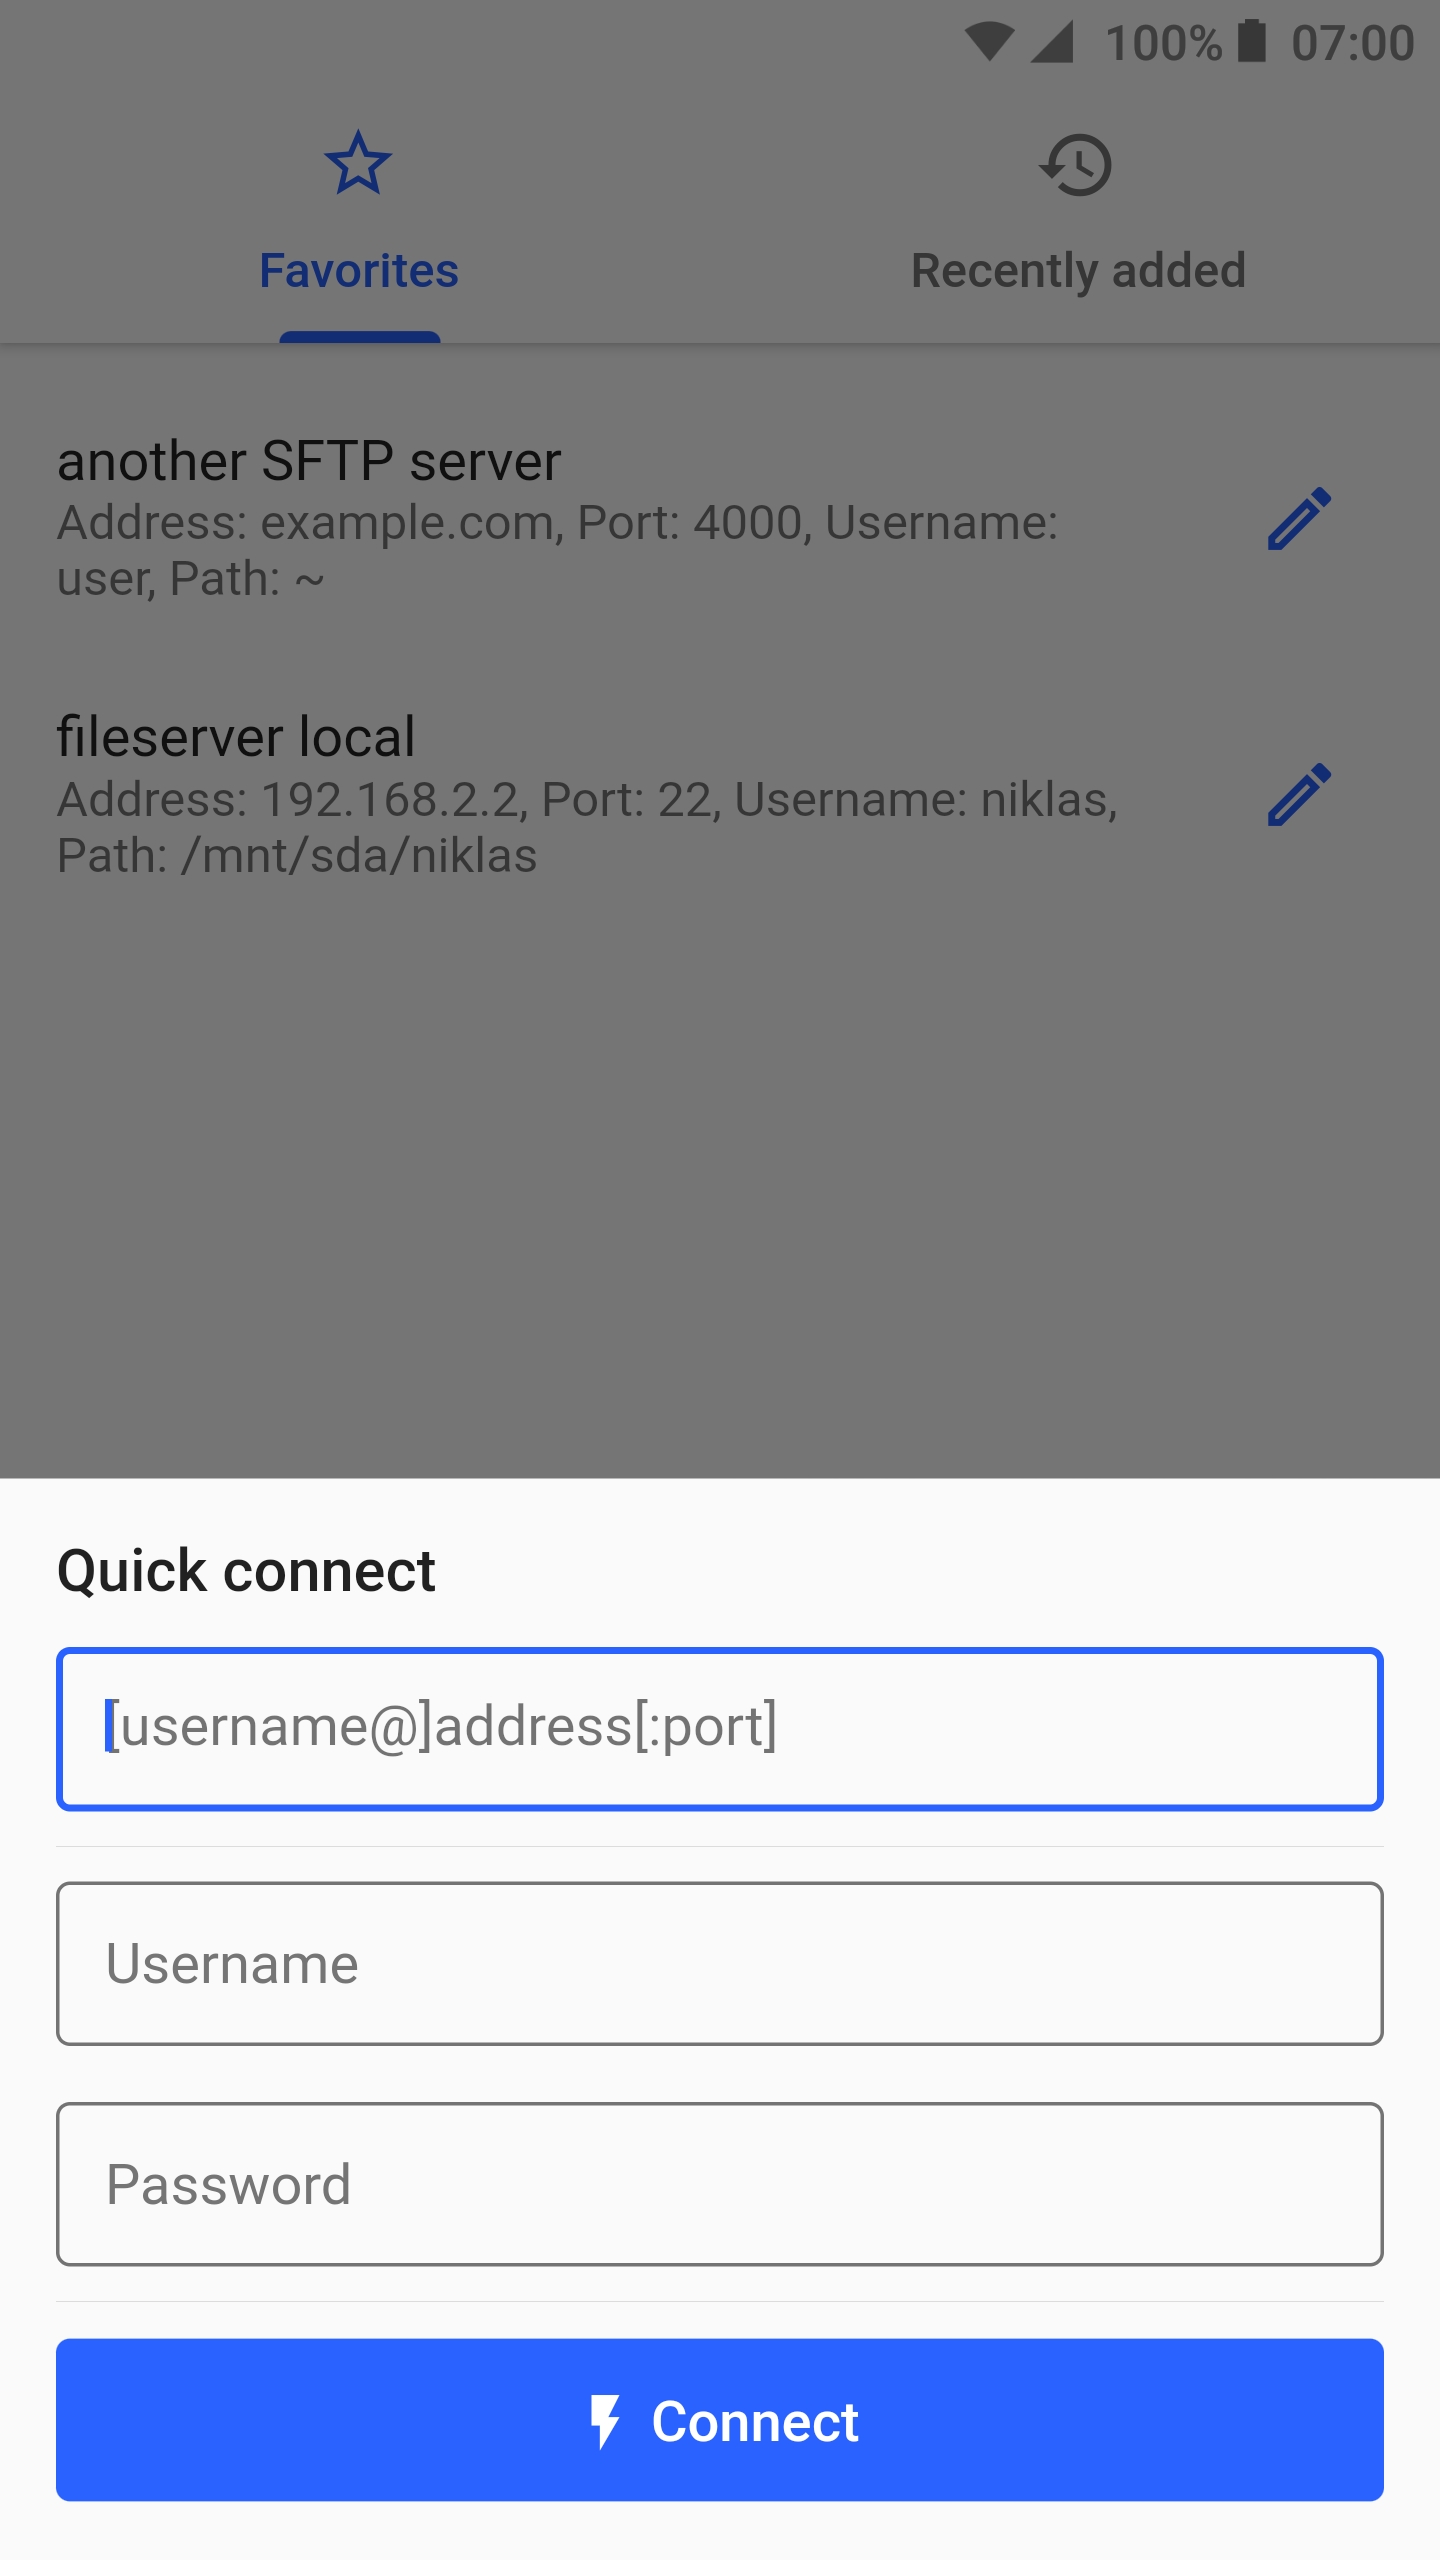 100% 07:00
Favorites Recently added
another SFTP server
Address: example.com, Port: 4000, Username:
user, Path: ~
fileserver local
Address: 192.168.2.2, Port: 22, Username: niklas,
Path: /mnt/sda/niklas
Quick connect
[username@]address[:port]
Username
Password
Connect